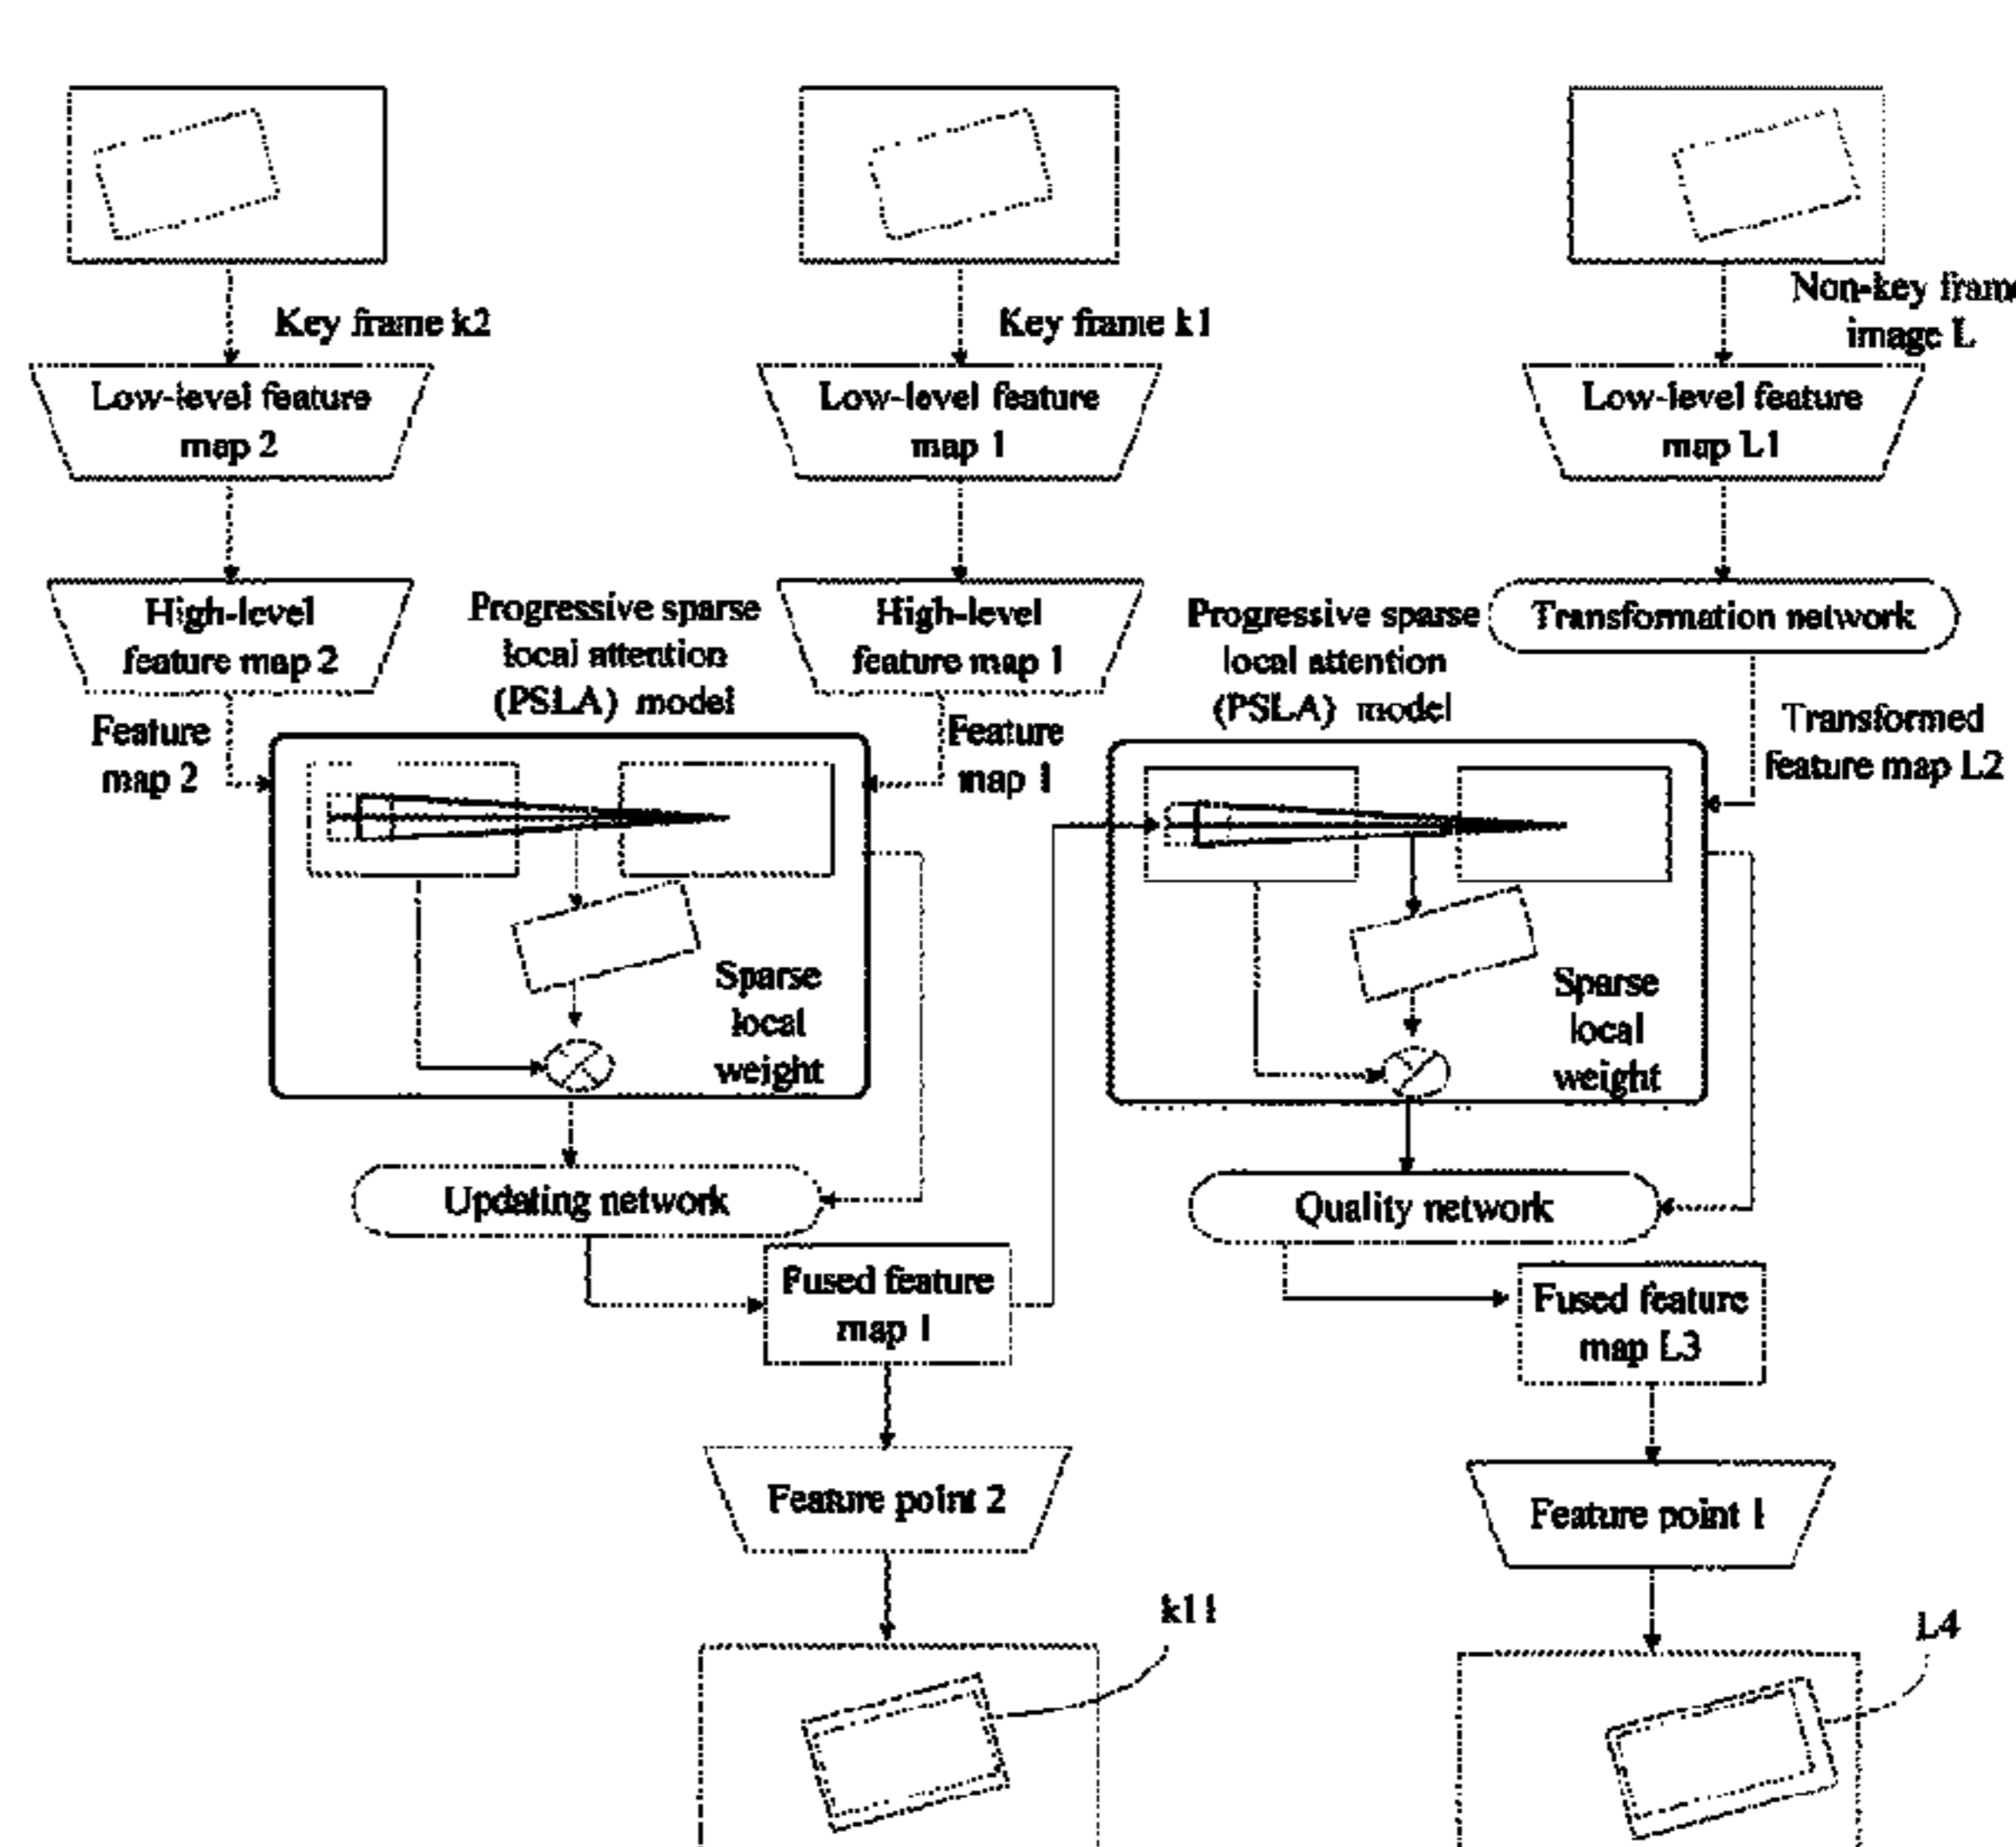 Key frame k2
Key frame k1
Non-key frame
image L
Low-level feature
map 2
Low-level feature
map 1
Low-level feature
map L1
High-level
feature map 2
Progressive sparse
local attention
(PSLA) model
High-level
feature map 1
Progressive sparse
local attention
(PSLA) model
Transformation network
Feature
map 2
Feature
map 1
Transformed
feature map L2
Sparse
local
weight
Sparse
local
weight
Updating network
Quality network
Fused feature
map 1
Fused feature
map L3
Feature point 2
Feature point 1
k11
L4